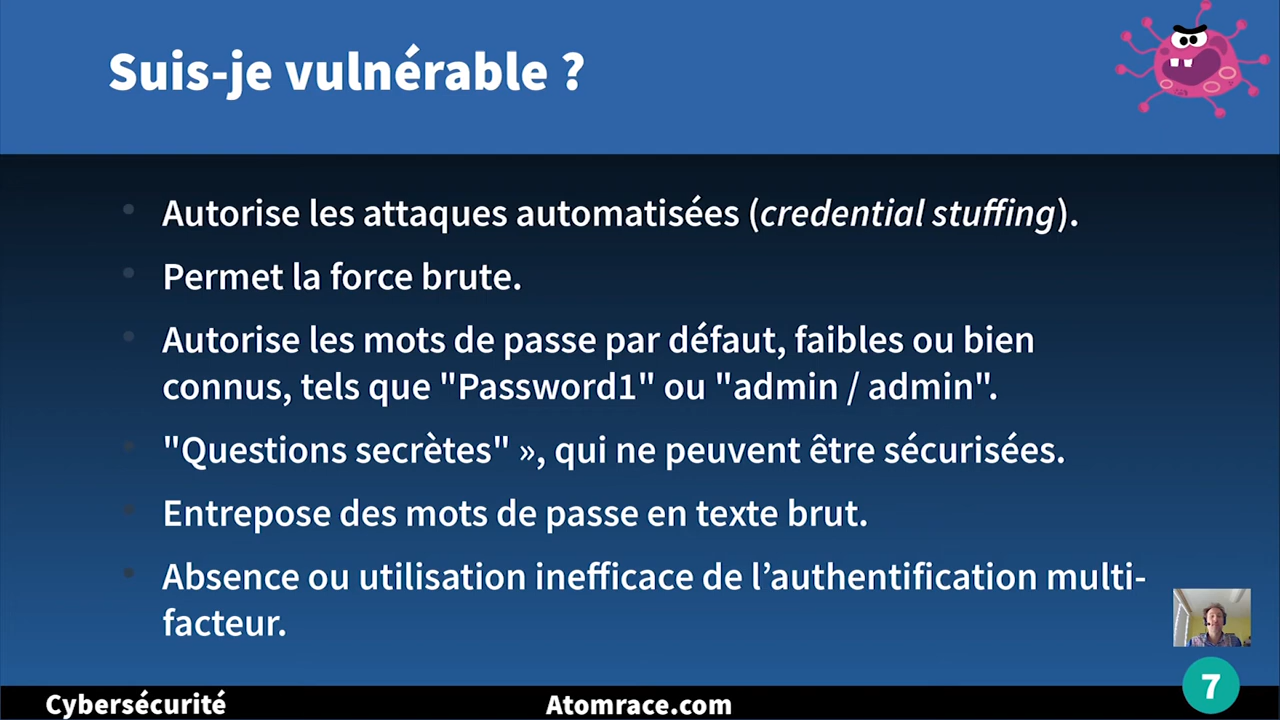 Suis-je vulnérable ?
Autorise les attaques automatisées (credential stuffing).
Permet la force brute.
Autorise les mots de passe par défaut, faibles ou bien
connus, tels que "Password1" ou "admin / admin".
"Questions secrètes" », qui ne peuvent être sécurisées.
Entrepose des mots de passe en texte brut.
Absence ou utilisation inefficace de l’authentification multi-
facteur.
Cybersécurité
Atomrace.com
7